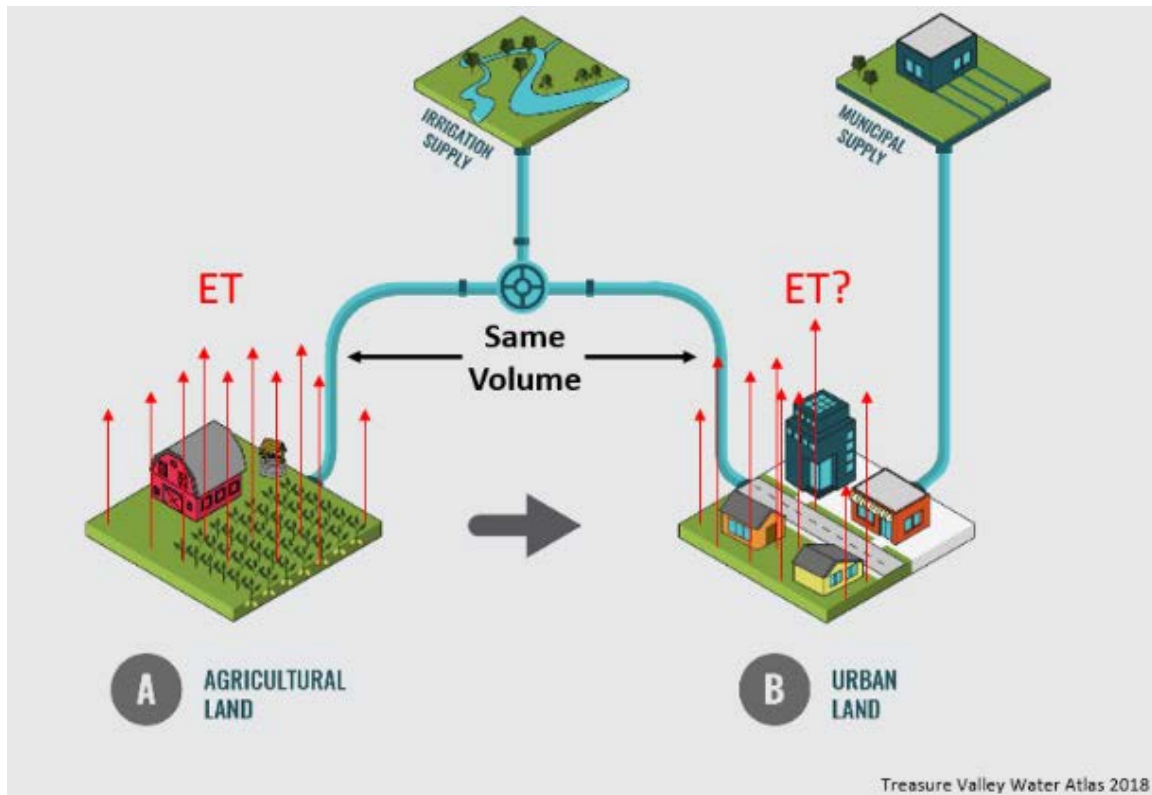 IRRIGATION
SUPPLY
MUNICIPAL
SUPPLY
ET
ET?
Same
Volume
A
AGRICULTURAL
LAND
B
URBAN
LAND
Treasure Valley Water Atlas 2018